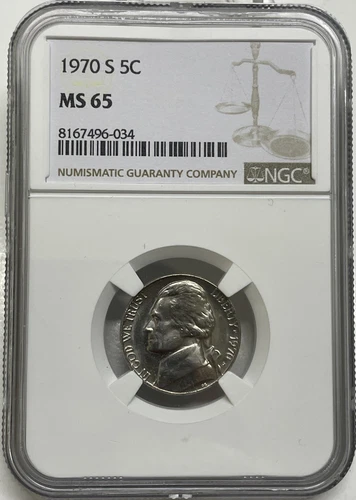 1970 S 5C
MS 65
8167496-034
NUMISMATIC GUARANTY COMPANY
NGC
IN GOD WE TRUST
LIBERTY 1970